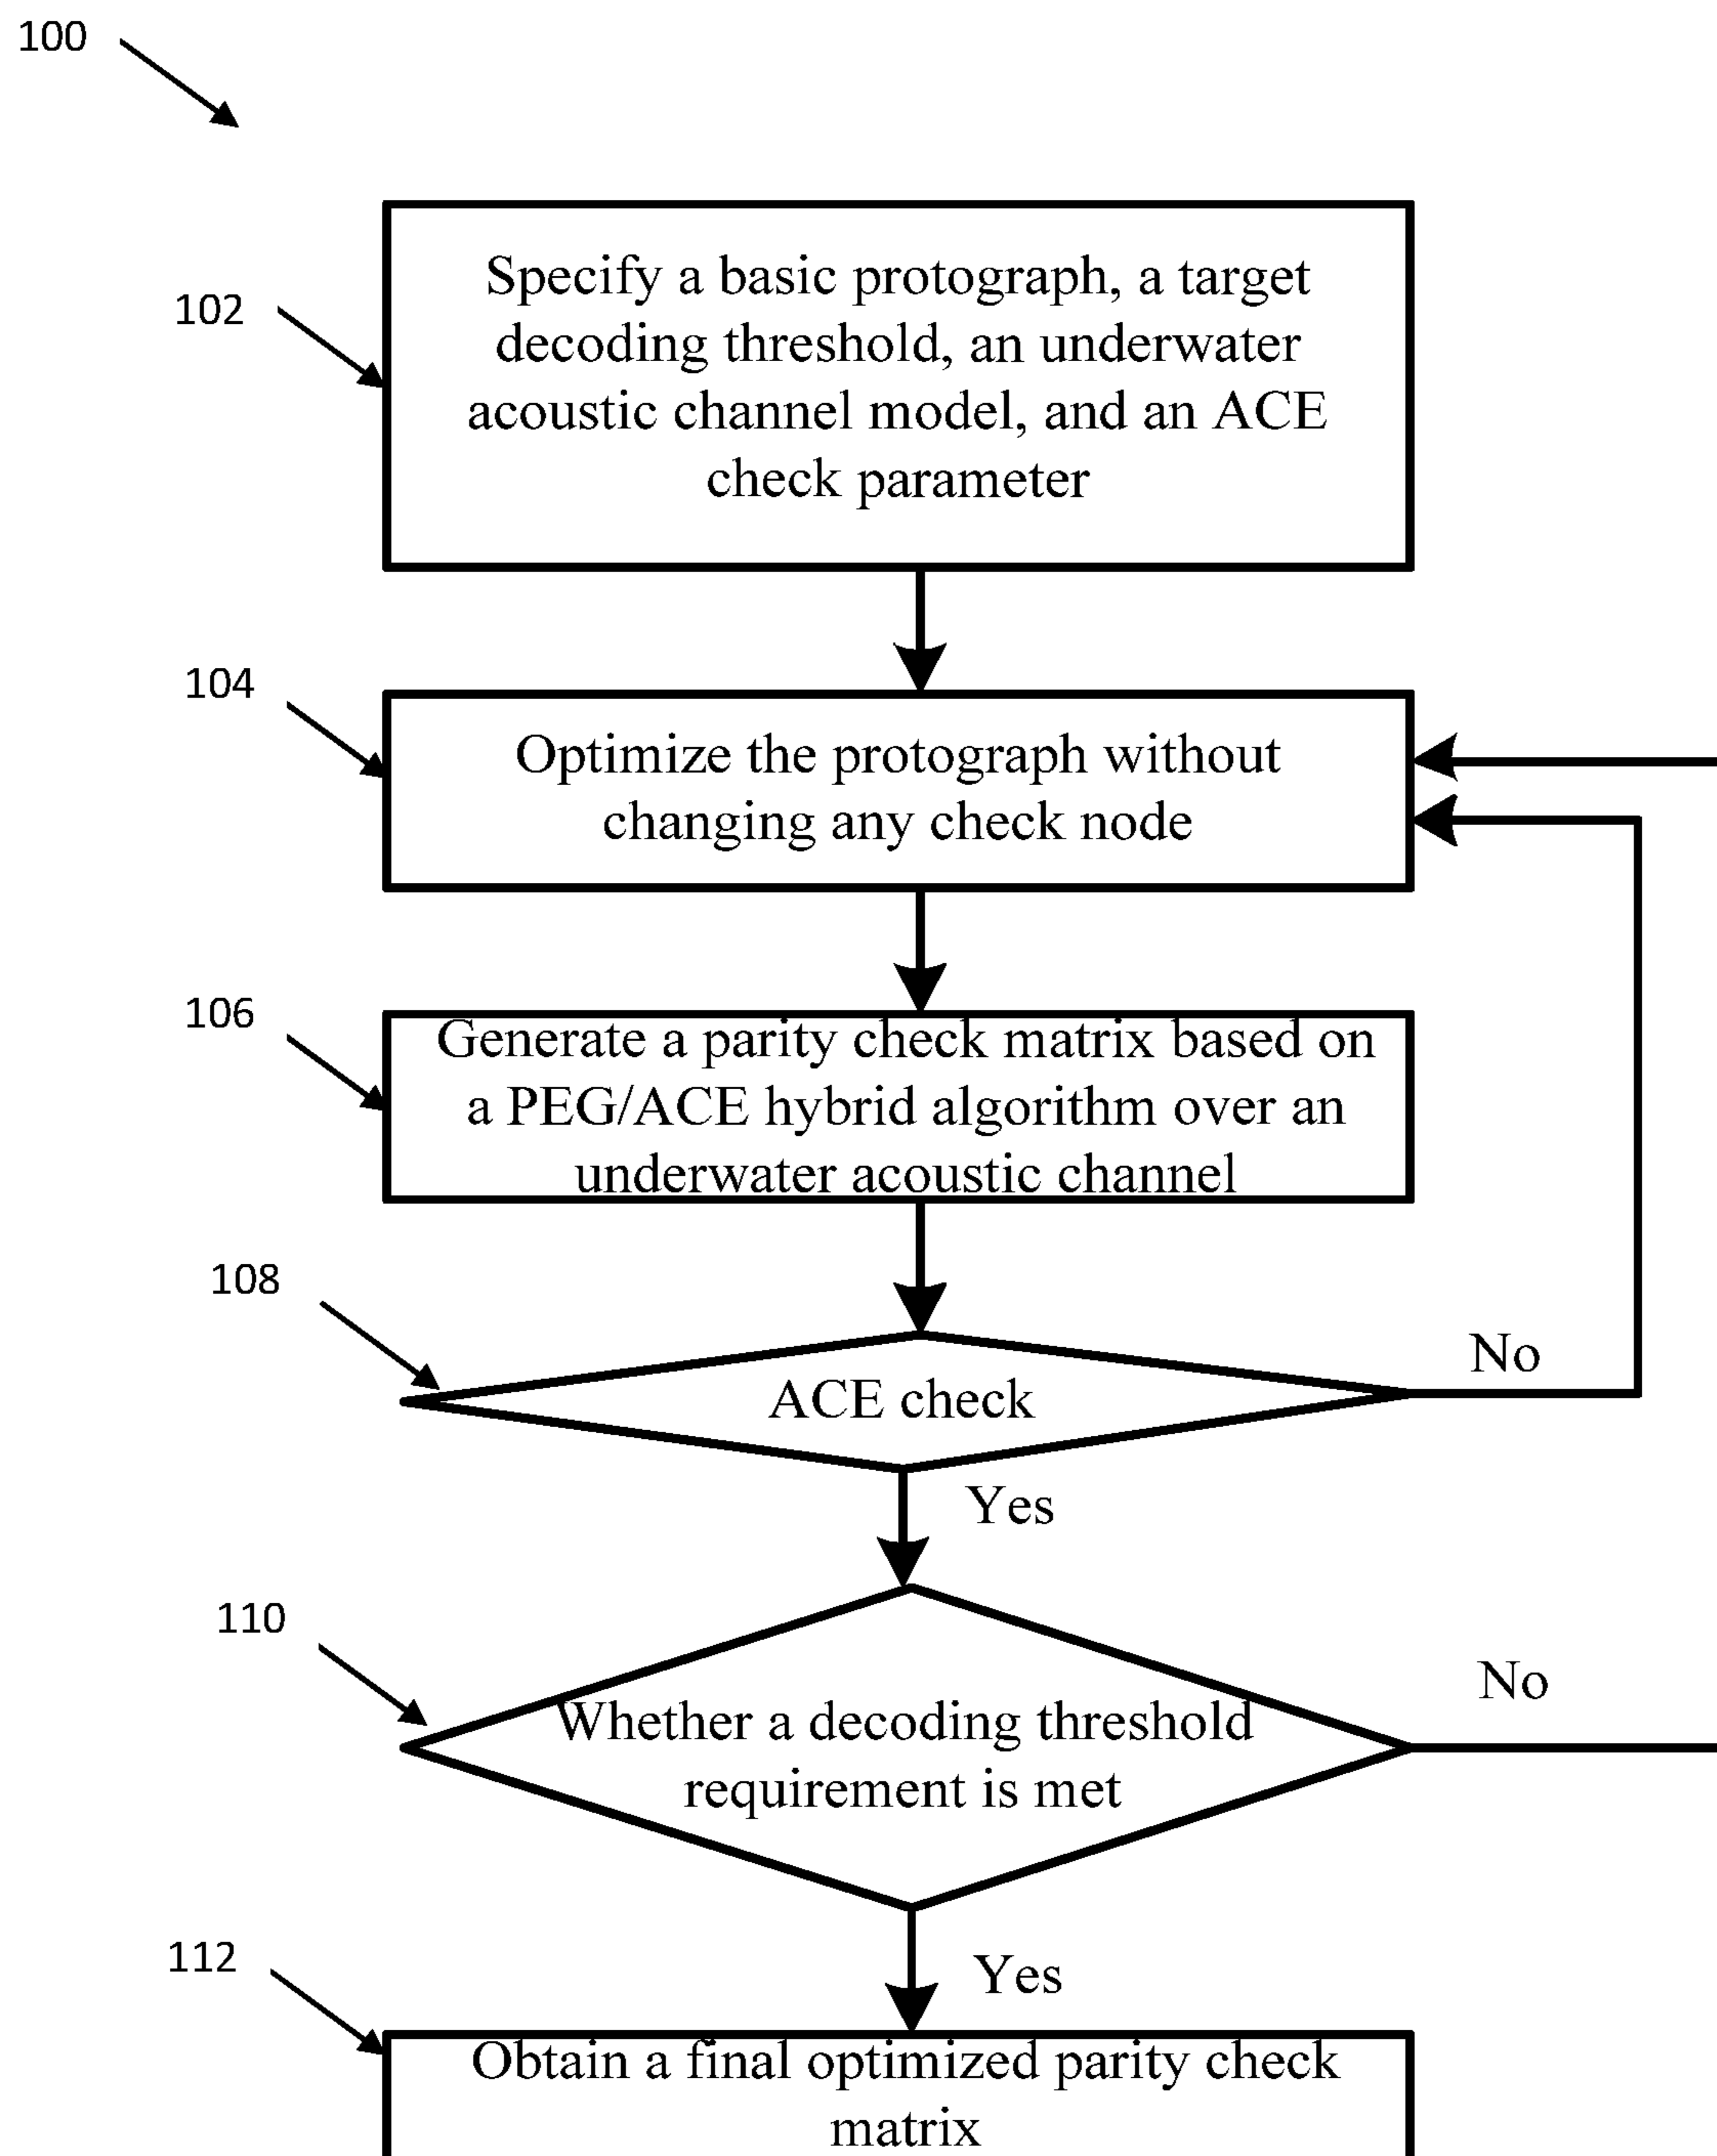 100
102
Specify a basic protograph, a target
decoding threshold, an underwater
acoustic channel model, and an ACE
check parameter
104
Optimize the protograph without
changing any check node
106
Generate a parity check matrix based on
a PEG/ACE hybrid algorithm over an
underwater acoustic channel
108
ACE check
No
Yes
110
Whether a decoding threshold
requirement is met
No
Yes
112
Obtain a final optimized parity check
matrix